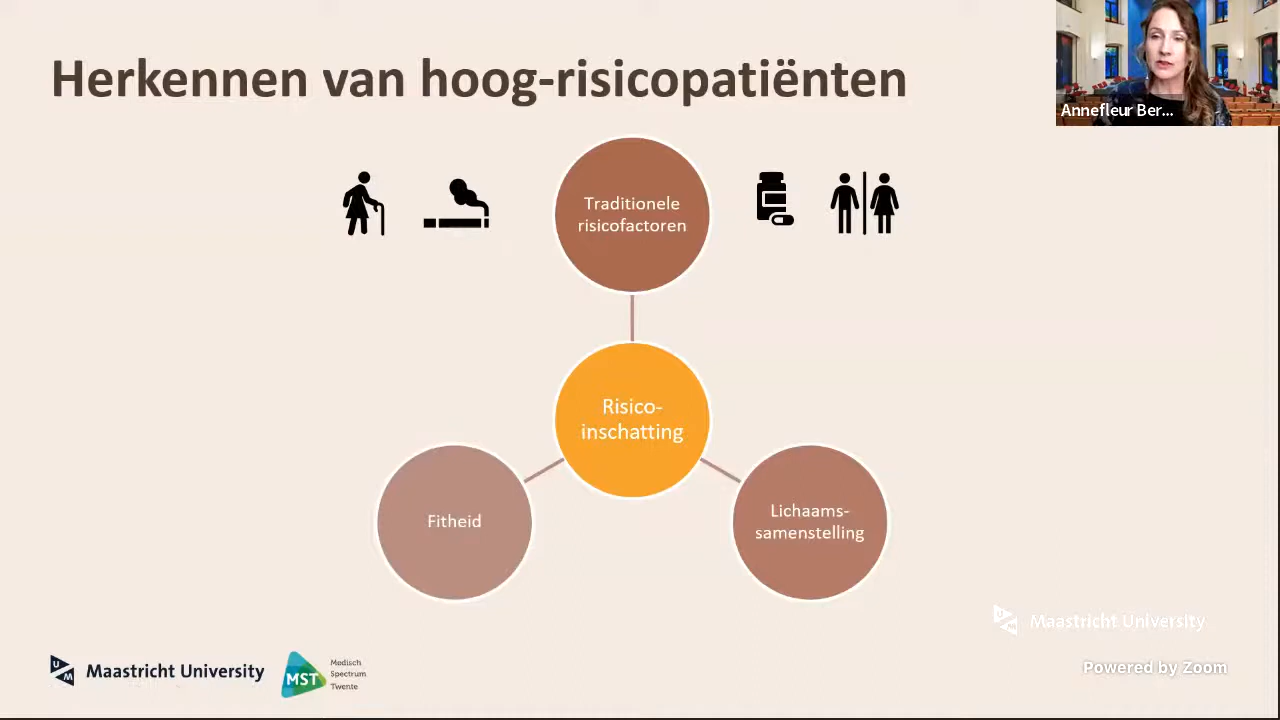 Herkennen van hoog-risicopatiënten
Annefleur Ber...
Traditionele
risicofactoren
Risico-
inschatting
Fitheid
Lichaams-
samenstelling
Maastricht University
Powered by Zoom
UM
Maastricht University
MST
Medisch
Spectrum
Twente